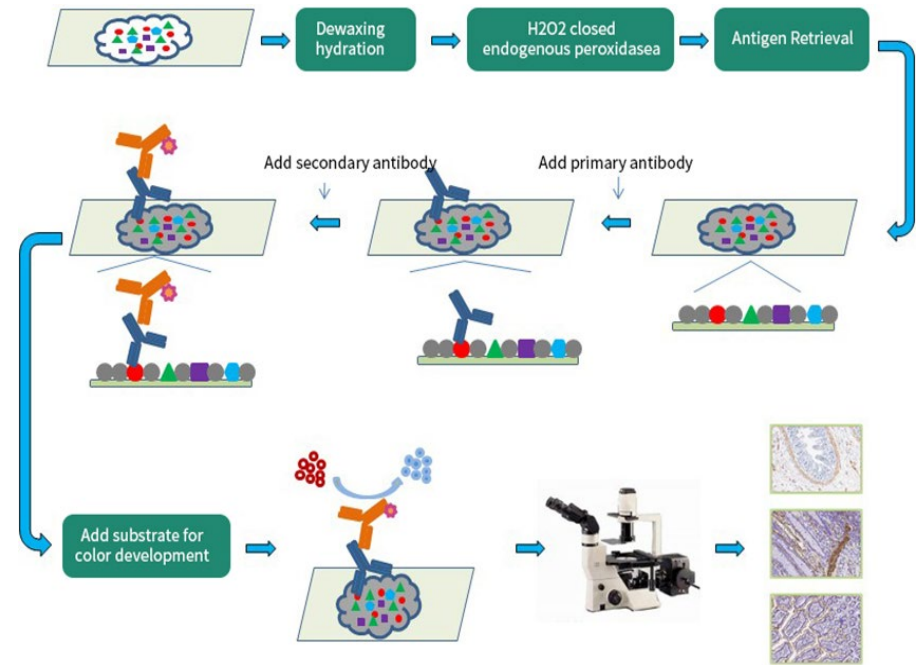 Dewaxing
hydration
H2O2 closed
endogenous peroxidasea
Antigen Retrieval
Add secondary antibody
Add primary antibody
Add substrate for
color development